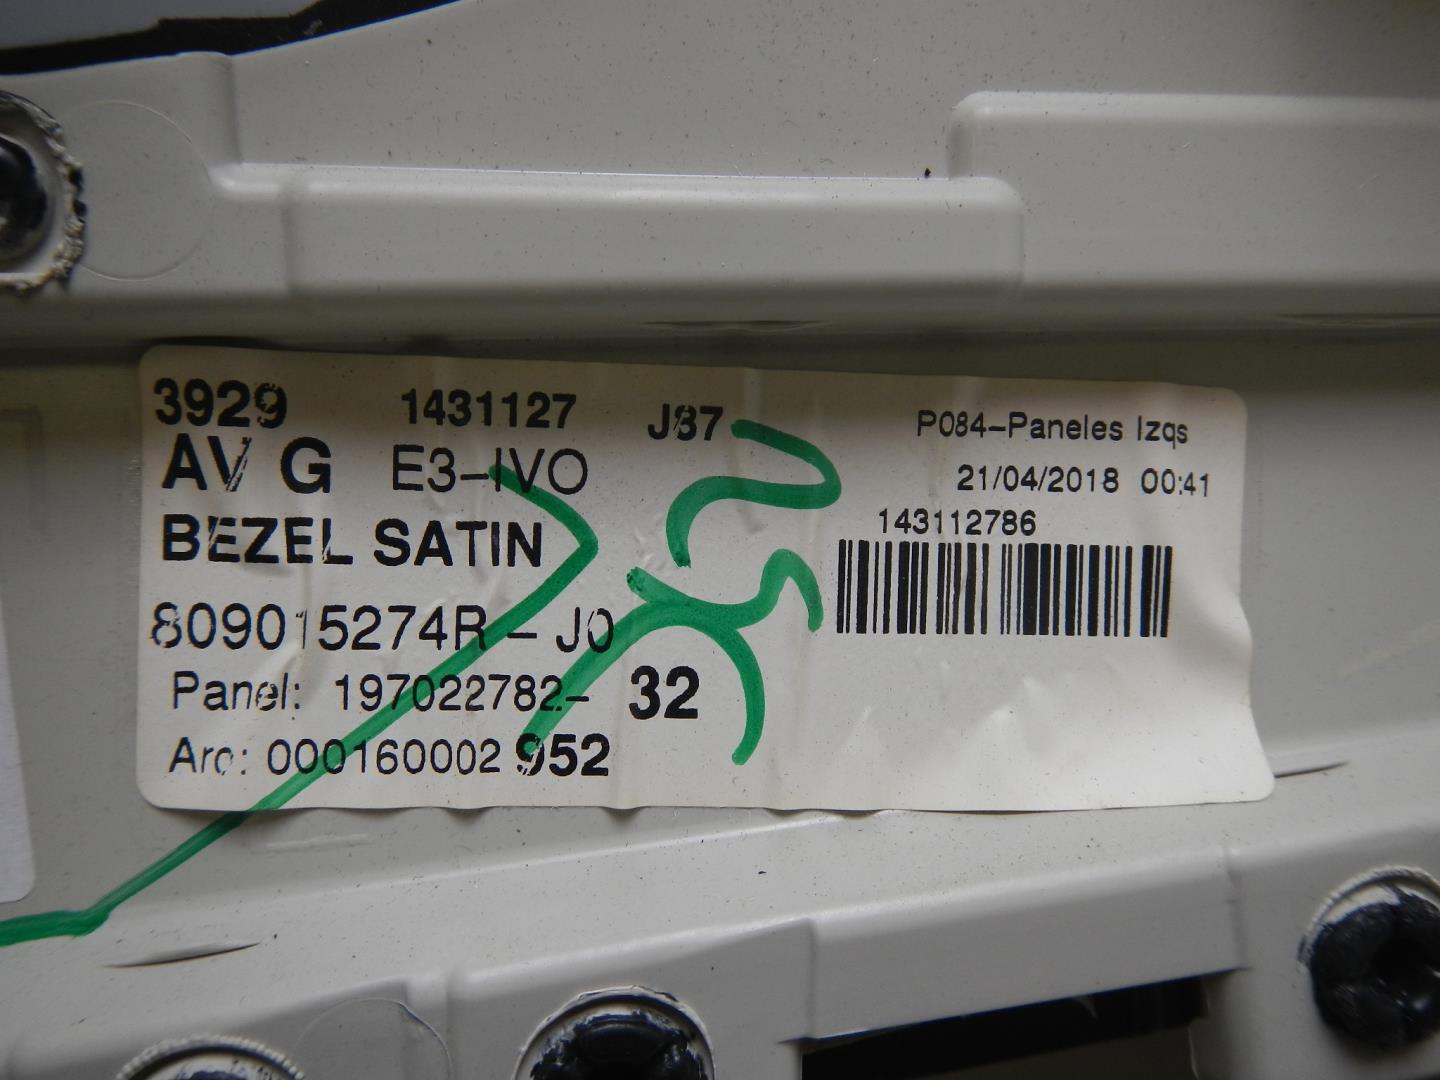 3929 1431127 J87 P084-Paneles Izqs
AV G E3-IVO 21/04/2018 00:41
143112786
BEZEL SATIN
809015274R - J0
Panel: 197022782- 32
Arc: 000160002 952